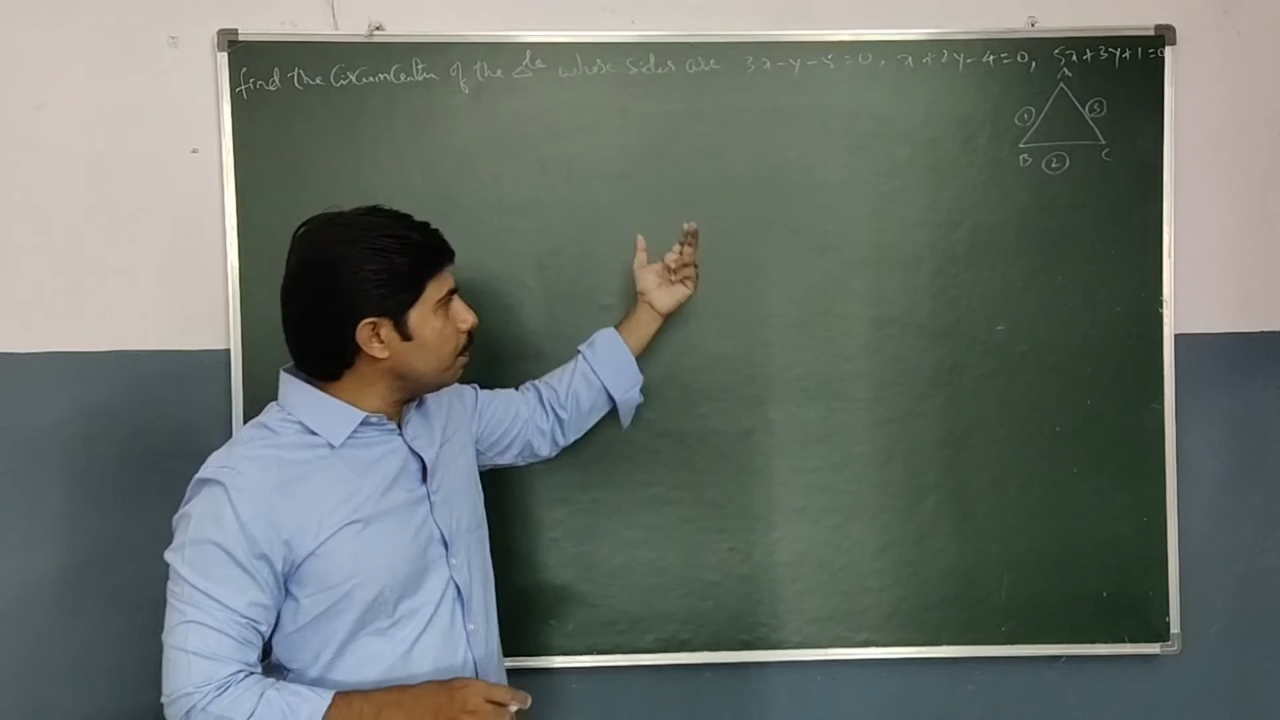 find the Circumcentre of the Δle whose sides are 3x-y-5=0, x+2y-4=0, 5x+3y+1=0
A
① ③
B ② C